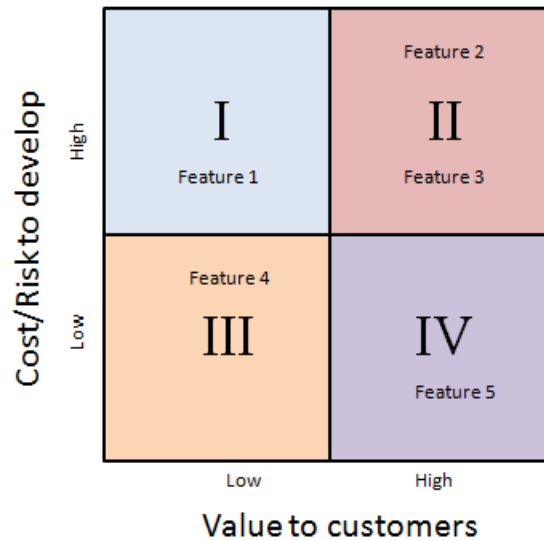 Feature 2
I
II
Feature 1
Feature 3
Feature 4
III
IV
Feature 5
Cost/Risk to develop
High
Low
Low
High
Value to customers